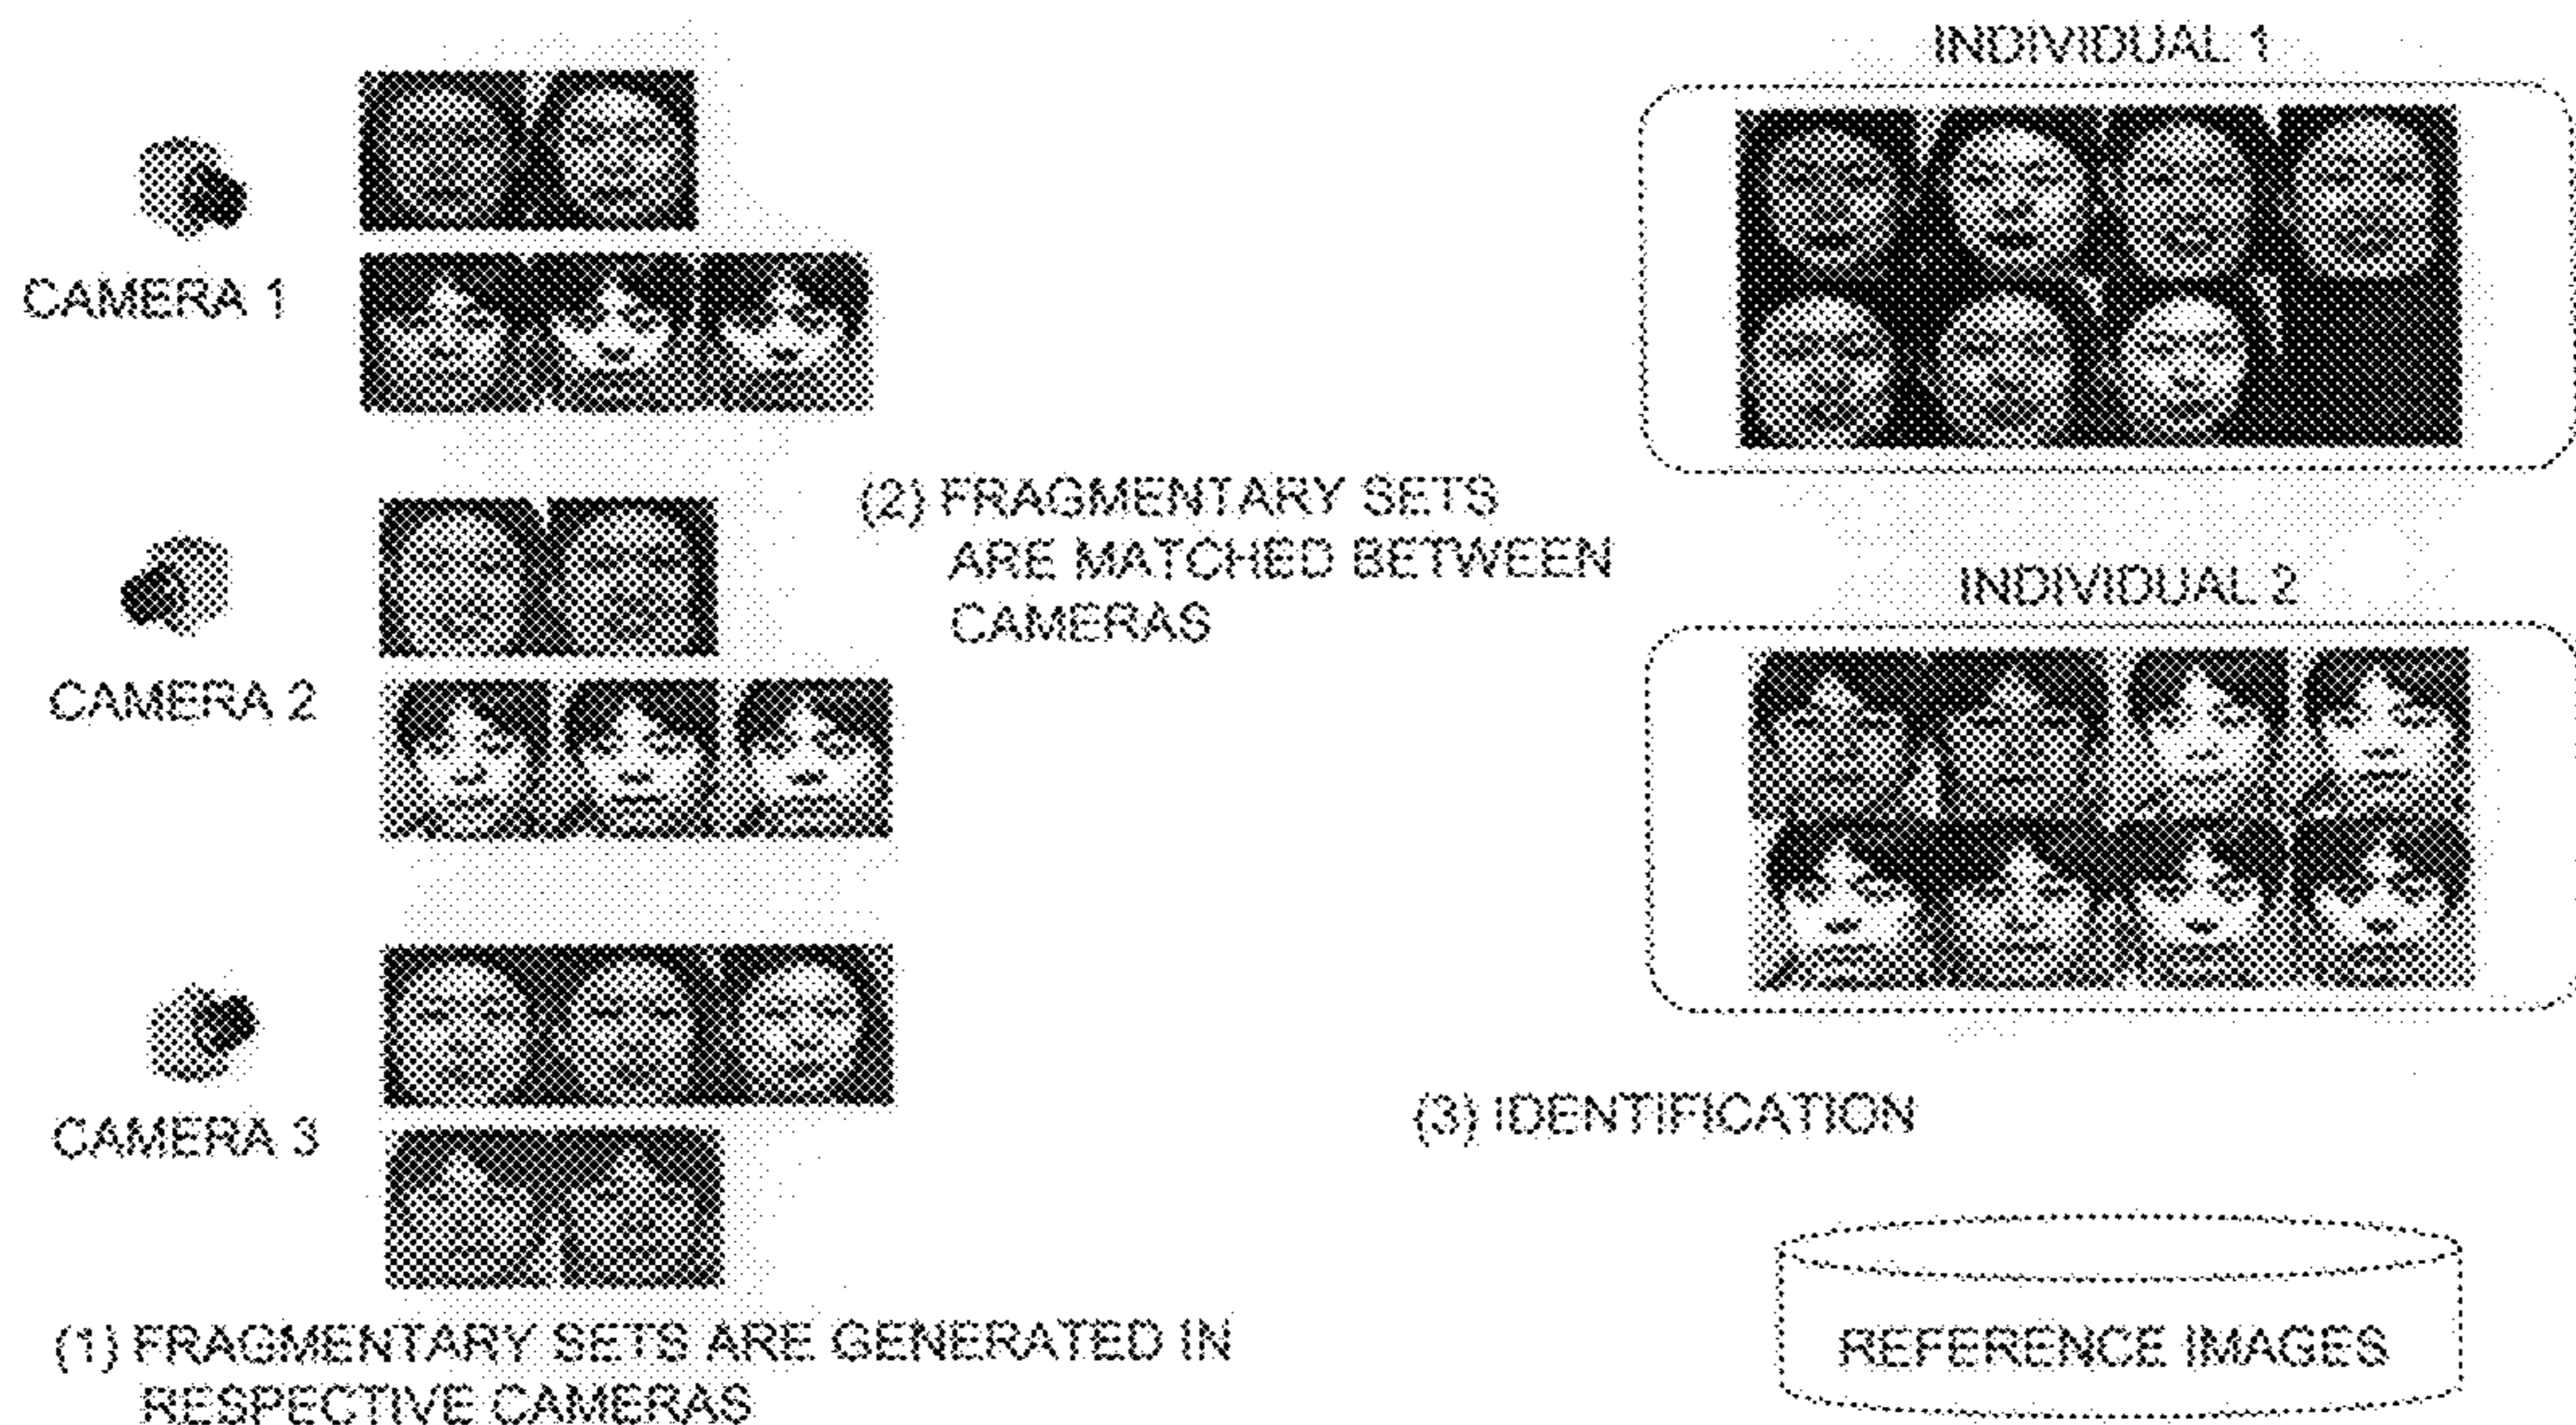 INDIVIDUAL 1
CAMERA 1
(2) FRAGMENTARY SETS
ARE MATCHED BETWEEN
CAMERAS
INDIVIDUAL 2
CAMERA 2
CAMERA 3
(3) IDENTIFICATION
(1) FRAGMENTARY SETS ARE GENERATED IN
RESPECTIVE CAMERAS
REFERENCE IMAGES